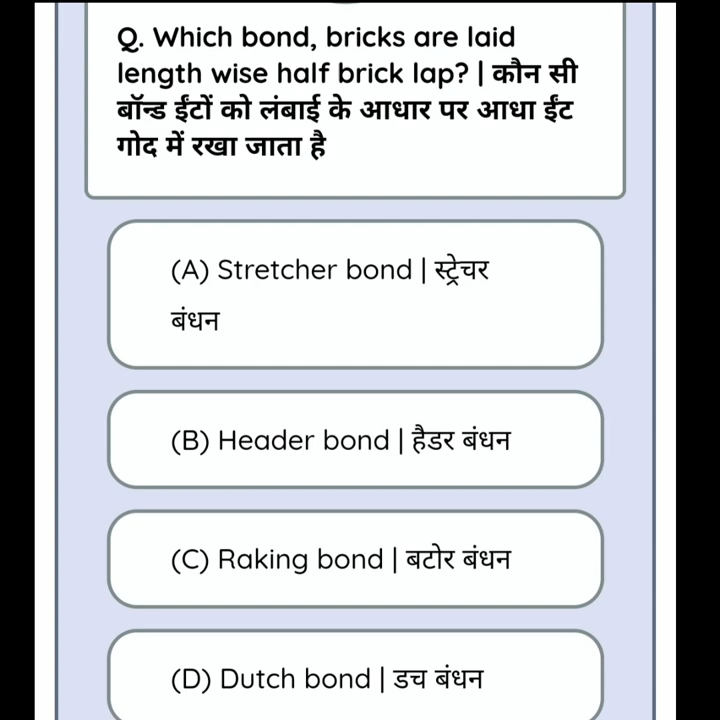 Q. Which bond, bricks are laid
length wise half brick lap? | कौन सी
बॉन्ड ईंटों को लंबाई के आधार पर आधा ईंट
गोद में रखा जाता है
(A) Stretcher bond | स्ट्रेचर
बंधन
(B) Header bond | हैडर बंधन
(C) Raking bond | बटोर बंधन
(D) Dutch bond | डच बंधन